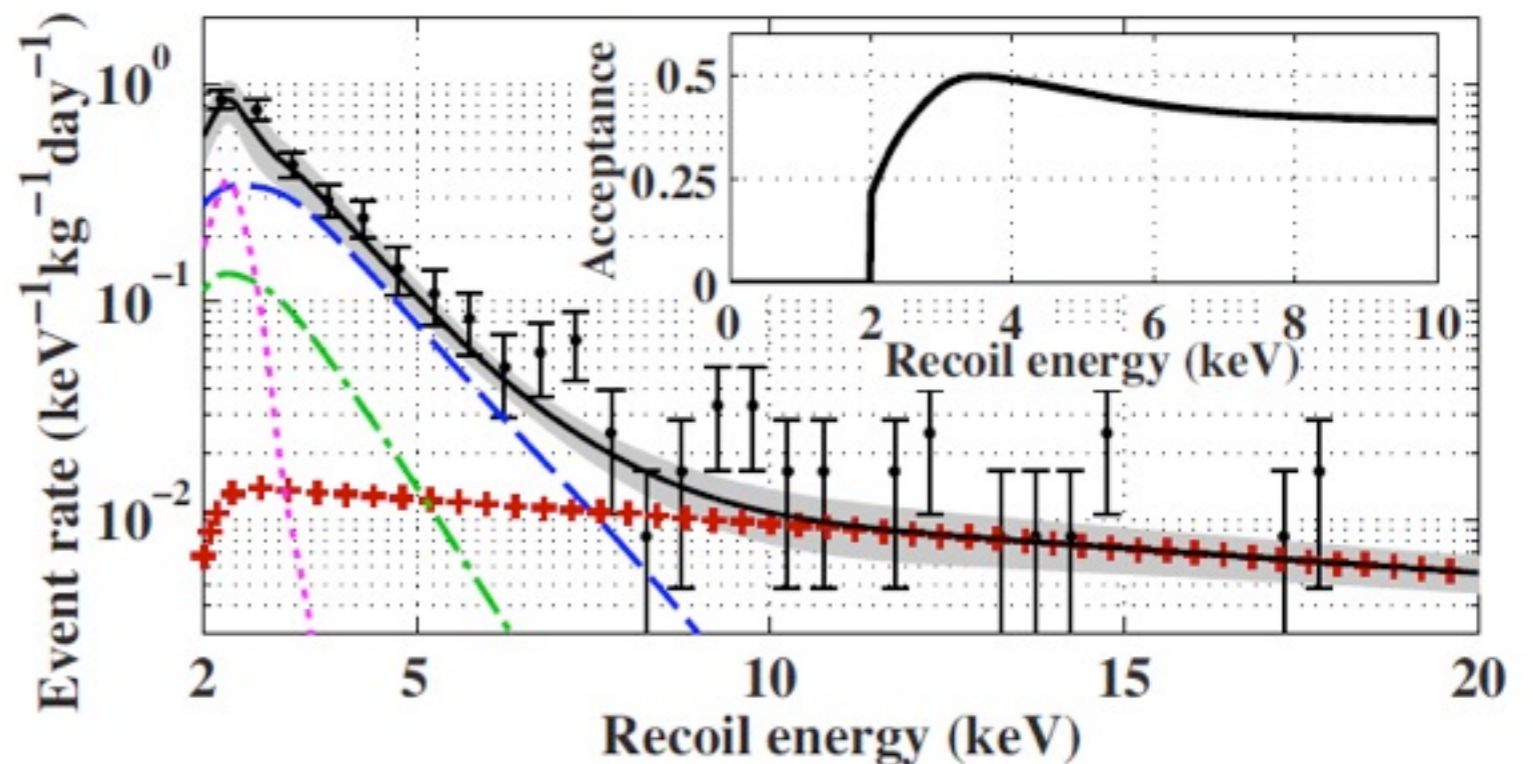 Event rate (keV⁻¹kg⁻¹day⁻¹)
10⁰
10⁻¹
10⁻²
2 5 10 15 20
Recoil energy (keV)
Acceptance
0.5
0.25
0
0 2 4 6 8 10
Recoil energy (keV)